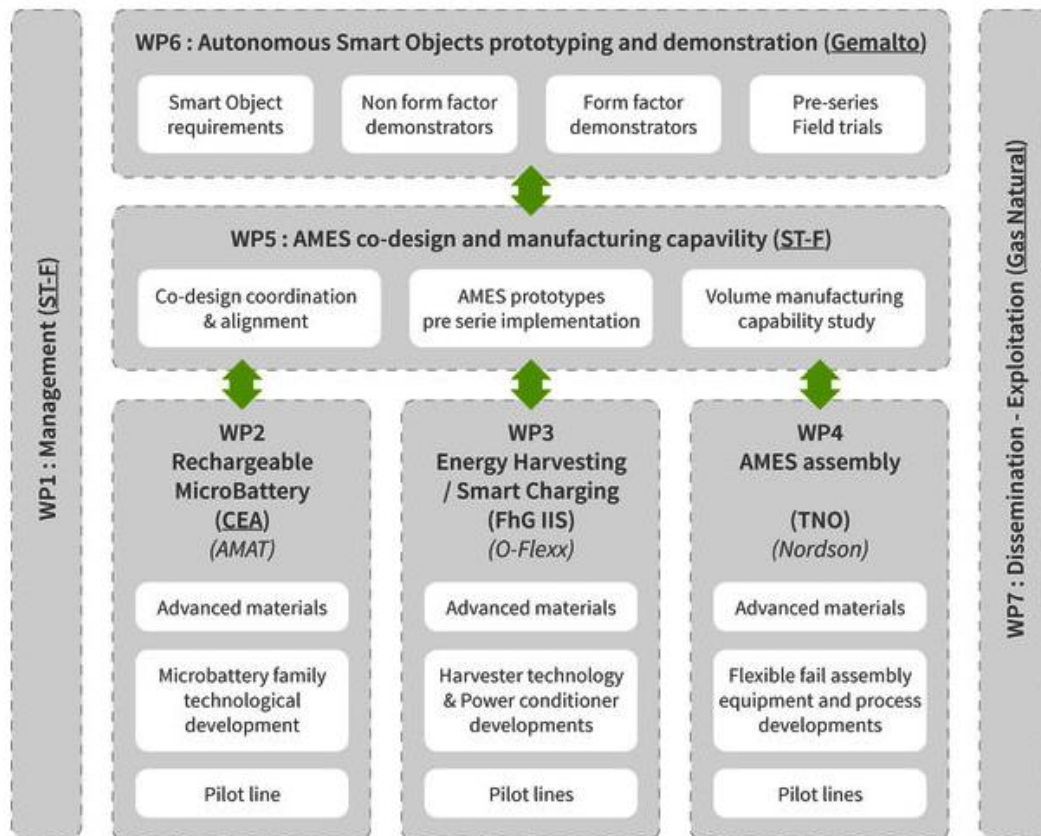 WP1 : Management (ST-F)
WP6 : Autonomous Smart Objects prototyping and demonstration (Gemalto)
Smart Object
requirements
Non form factor
demonstrators
Form factor
demonstrators
Pre-series
Field trials
WP5 : AMES co-design and manufacturing capavility (ST-F)
Co-design coordination
& alignment
AMES prototypes
pre serie implementation
Volume manufacturing
capability study
WP2
Rechargeable
MicroBattery
(CEA)
(AMAT)
Advanced materials
Microbattery family
technological
development
Pilot line
WP3
Energy Harvesting
/ Smart Charging
(FhG IIS)
(O-Flexx)
Advanced materials
Harvester technology
& Power conditioner
developments
Pilot lines
WP4
AMES assembly
(TNO)
(Nordson)
Advanced materials
Flexible fail assembly
equipment and process
developments
Pilot lines
WP7 : Dissemination - Exploitation (Gas Natural)